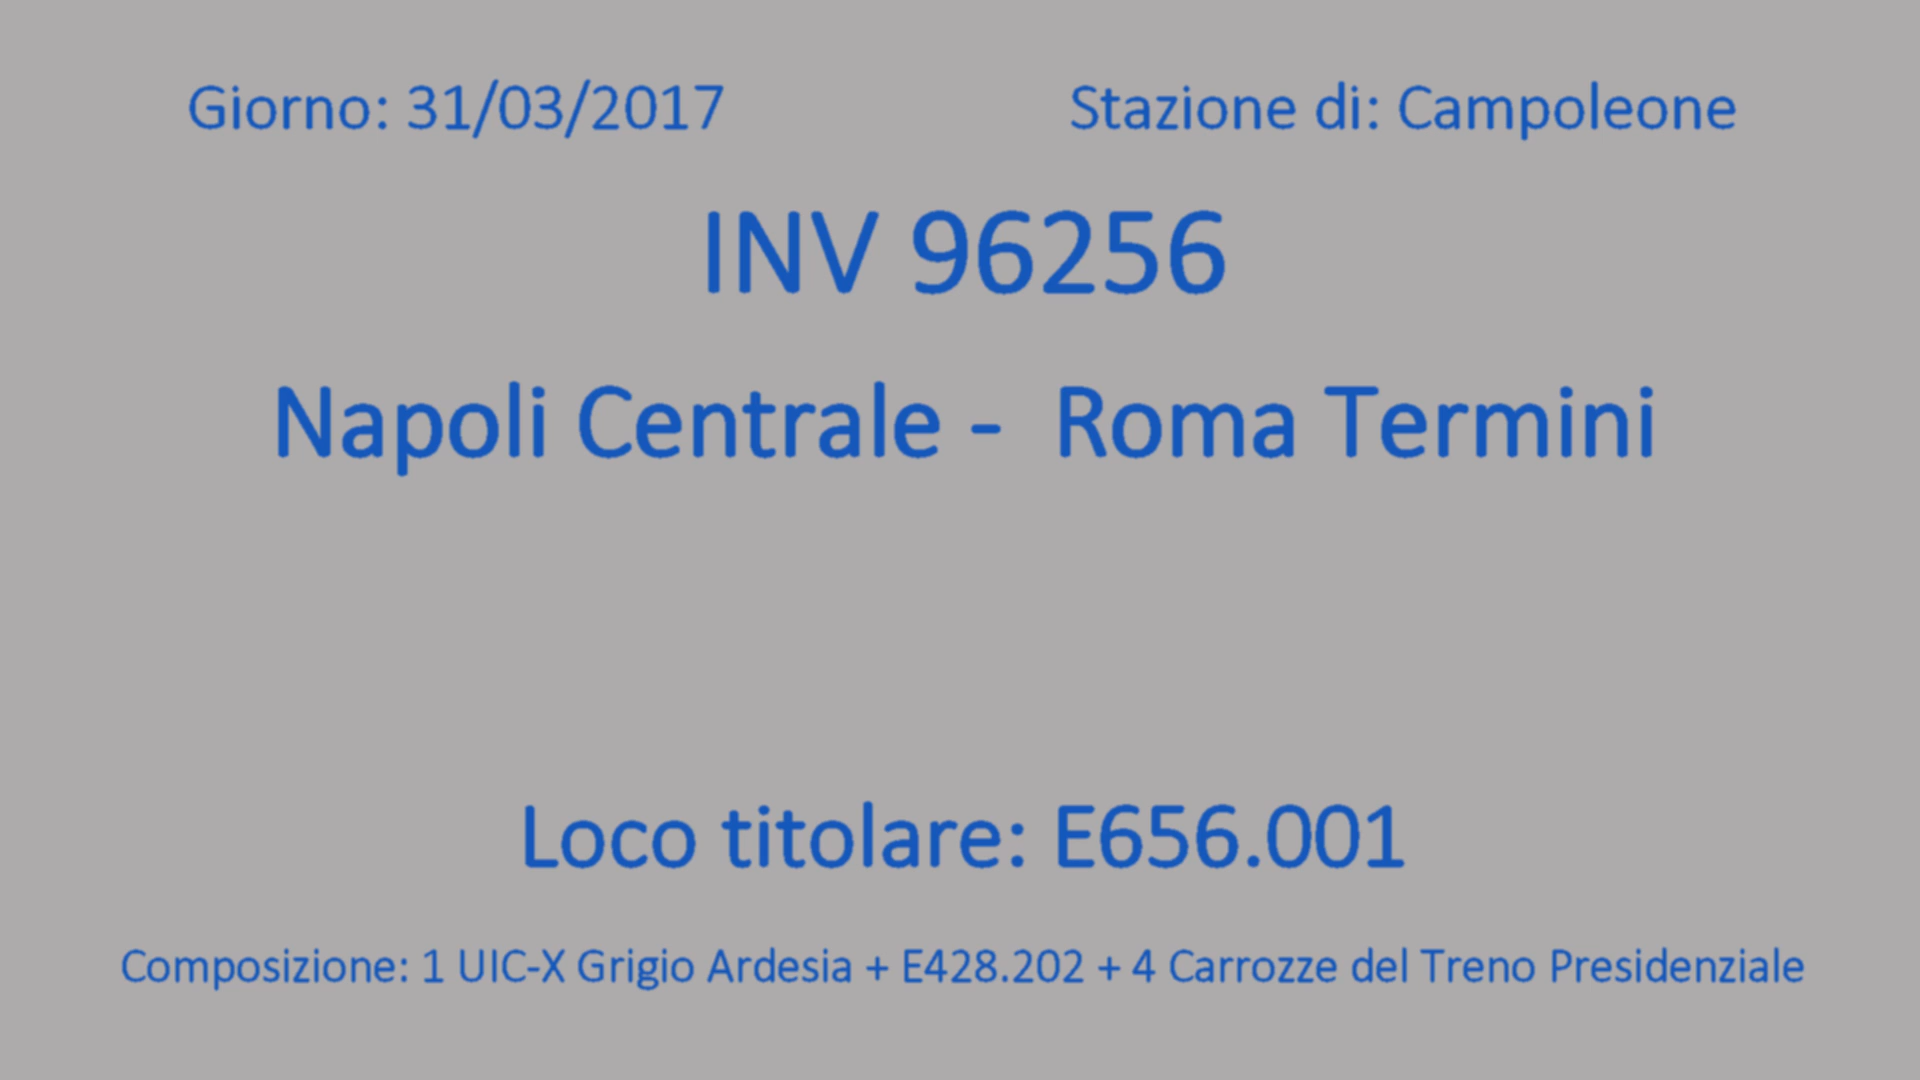 Giorno: 31/03/2017 Stazione di: Campoleone
INV 96256
Napoli Centrale - Roma Termini
Loco titolare: E656.001
Composizione: 1 UIC-X Grigio Ardesia + E428.202 + 4 Carrozze del Treno Presidenziale